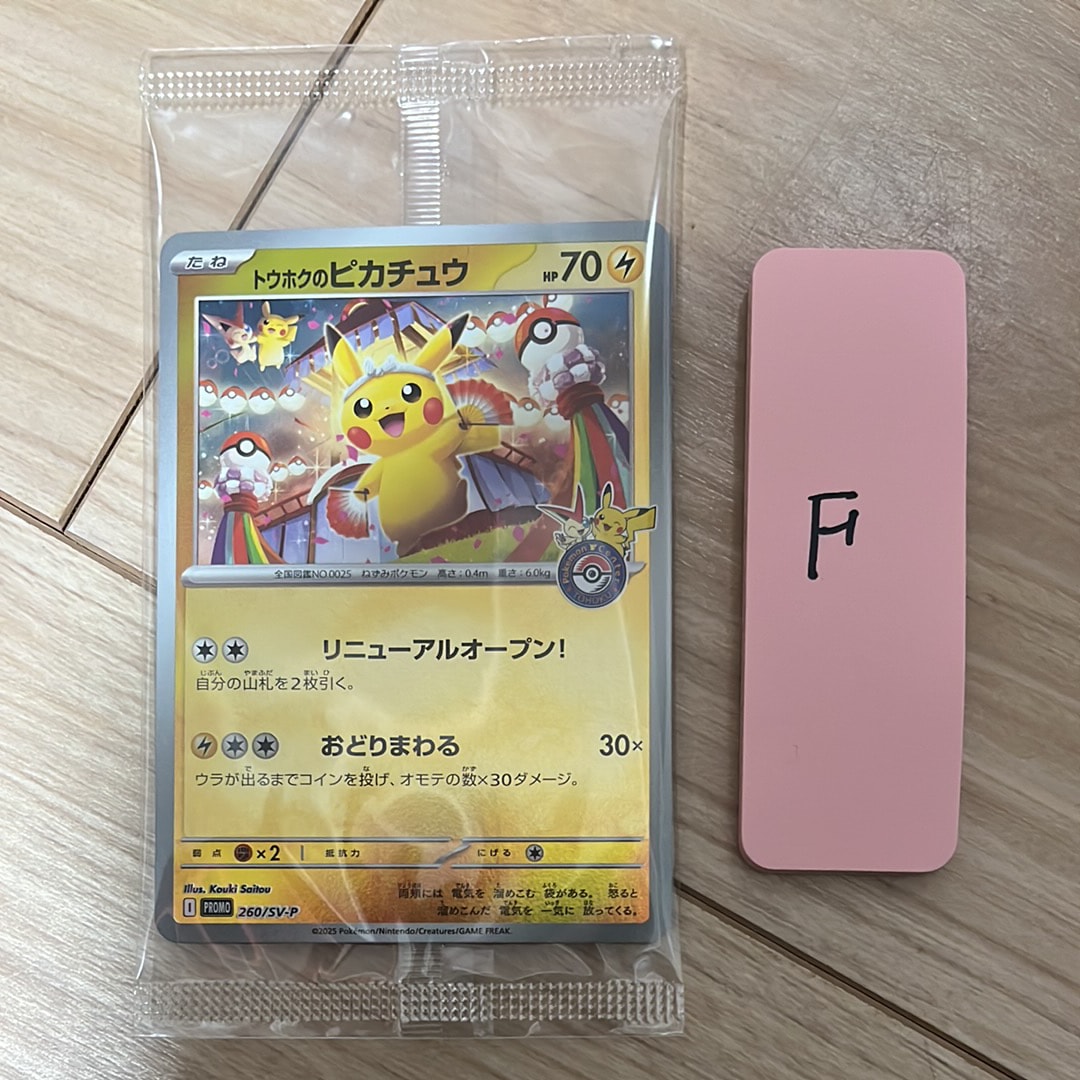 たね
トウホクのピカチュウ
HP 70
Pokémon CENTER
TOHOKU
全国図鑑NO.0025 ねずみポケモン 高さ:0.4m 重さ:6.0kg
リニューアルオープン!
自分の山札を2枚引く。
おどりまわる 30×
ウラが出るまでコインを投げ、オモテの数×30ダメージ。
弱点 ×2 抵抗力 にげる
Illus. Kouki Saitou
両頬には 電気を 溜めこむ 袋がある。 怒ると
溜めこんだ 電気を 一気に 放ってくる。
I PROMO 260/SV-P
©2025 Pokémon/Nintendo/Creatures/GAME FREAK.
F